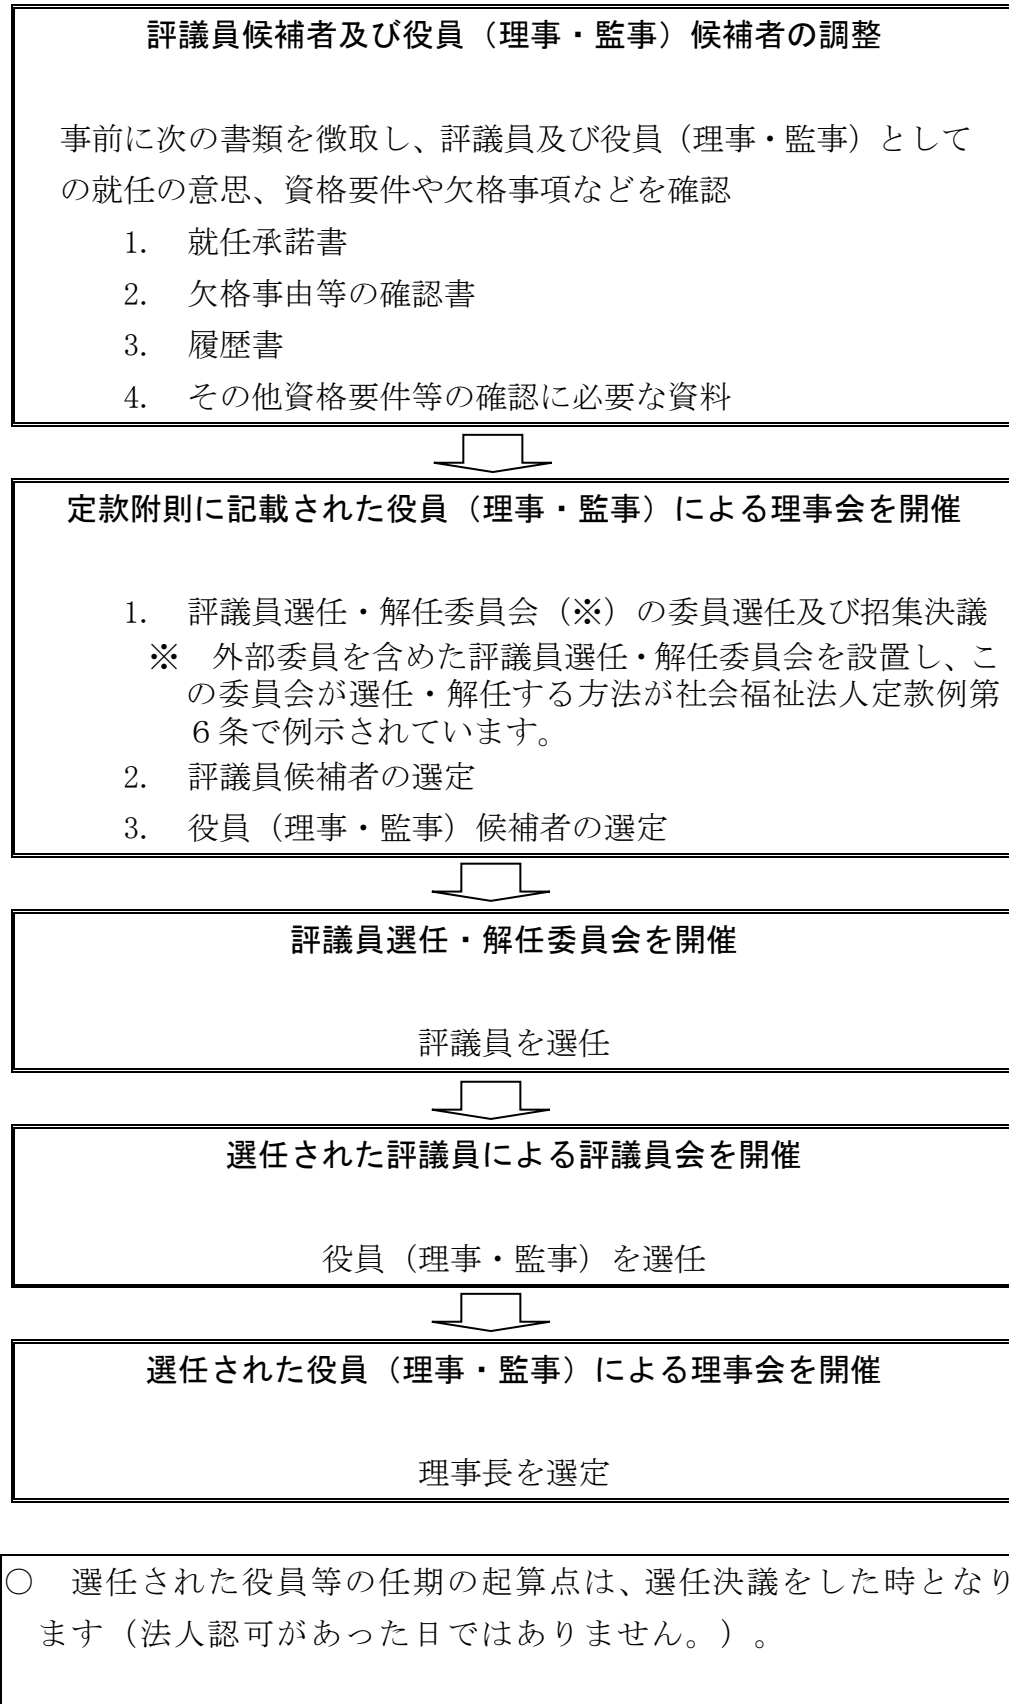 評議員候補者及び役員（理事・監事）候補者の調整
事前に次の書類を徴取し、評議員及び役員（理事・監事）として
の就任の意思、資格要件や欠格事項などを確認
1. 就任承諾書
2. 欠格事由等の確認書
3. 履歴書
4. その他資格要件等の確認に必要な資料
定款附則に記載された役員（理事・監事）による理事会を開催
1. 評議員選任・解任委員会（※）の委員選任及び招集決議
※ 外部委員を含めた評議員選任・解任委員会を設置し、こ
の委員会が選任・解任する方法が社会福祉法人定款例第
６条で例示されています。
2. 評議員候補者の選定
3. 役員（理事・監事）候補者の選定
評議員選任・解任委員会を開催
評議員を選任
選任された評議員による評議員会を開催
役員（理事・監事）を選任
選任された役員（理事・監事）による理事会を開催
理事長を選定
○ 選任された役員等の任期の起算点は、選任決議をした時となり
ます（法人認可があった日ではありません。）。